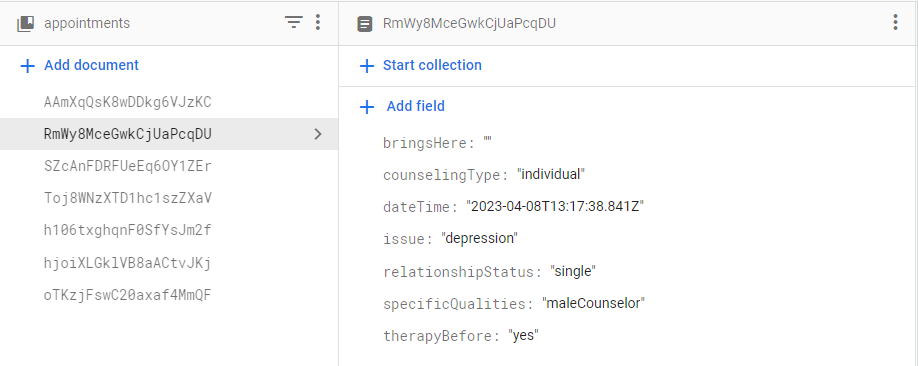 appointments
Add document
AAmXqQsK8wDDkg6VJzKC
RmWy8MceGwkCjUaPcqDU
SZcAnFDRFUeEq6OY1ZEr
Toj8WNzXTD1hc1szZXaV
h106txghqnF0SfYsJm2f
hjoiXLGklVB8aACtvJKj
oTKzjFswC20axaf4MmQF
RmWy8MceGwkCjUaPcqDU
Start collection
Add field
bringsHere: ""
counselingType: "individual"
dateTime: "2023-04-08T13:17:38.841Z"
issue: "depression"
relationshipStatus: "single"
specificQualities: "maleCounselor"
therapyBefore: "yes"